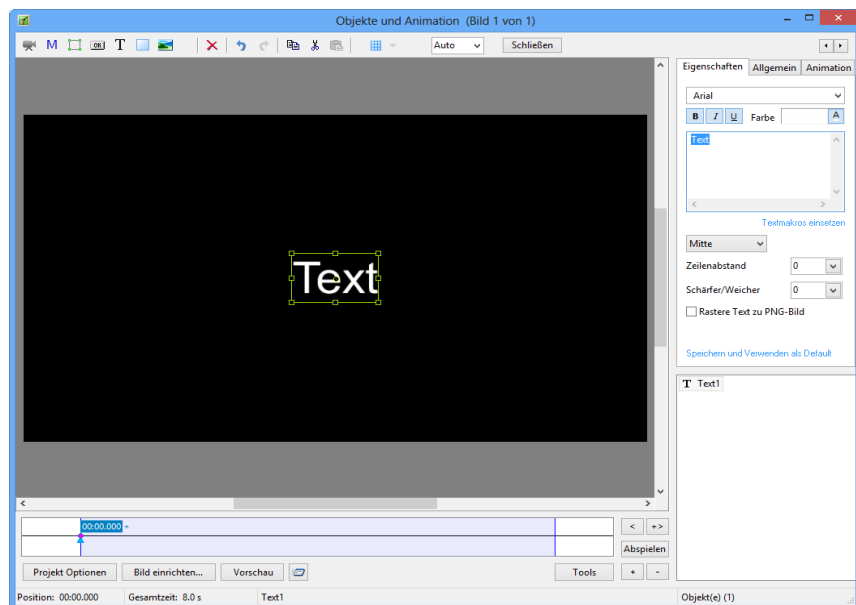 Objekte und Animation (Bild 1 von 1)
M OK T Auto Schließen
Eigenschaften Allgemein Animation
Arial
B I U Farbe A
Text
Textmakros einsetzen
Mitte
Zeilenabstand 0
Schärfer/Weicher 0
Rastere Text zu PNG-Bild
Speichern und Verwenden als Default
T Text1
Text
00:00.000 +
< +>
Abspielen
Projekt Optionen Bild einrichten... Vorschau Tools + -
Position: 00:00.000 Gesamtzeit: 8.0 s Text1 Objekt(e) (1)